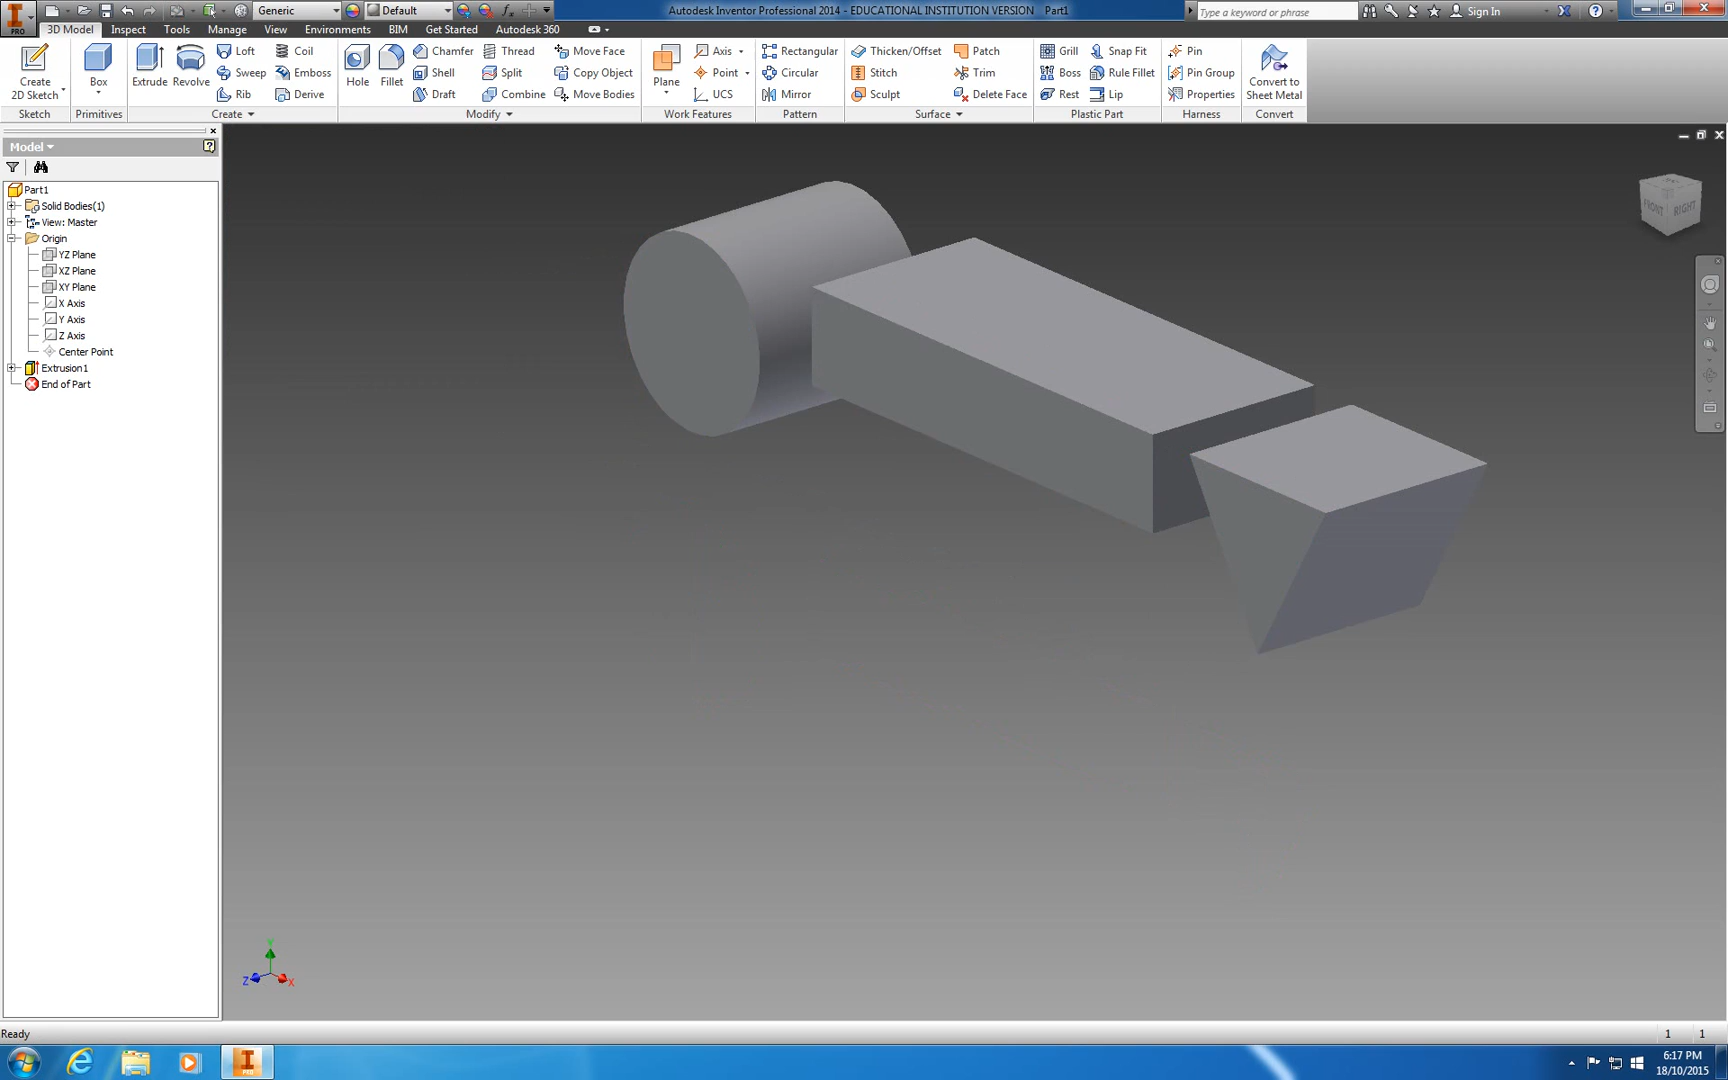 PRO Generic Default Autodesk Inventor Professional 2014 - EDUCATIONAL INSTITUTION VERSION Part1 Type a keyword or phrase Sign In
3D Model Inspect Tools Manage View Environments BIM Get Started Autodesk 360
Create 2D Sketch Box Extrude Revolve Loft Coil Hole Fillet Chamfer Thread Move Face Plane Axis Rectangular Thicken/Offset Patch Grill Snap Fit Pin Convert to Sheet Metal
Sweep Emboss Shell Split Copy Object Point Circular Stitch Trim Boss Rule Fillet Pin Group
Rib Derive Draft Combine Move Bodies UCS Mirror Sculpt Delete Face Rest Lip Properties
Sketch Primitives Create Modify Work Features Pattern Surface Plastic Part Harness Convert
Model
Part1
Solid Bodies(1)
View: Master
Origin
YZ Plane
XZ Plane
XY Plane
X Axis
Y Axis
Z Axis
Center Point
Extrusion1
End of Part
FRONT RIGHT
Y
Z X
Ready 1 1
PRO 6:17 PM
18/10/2015